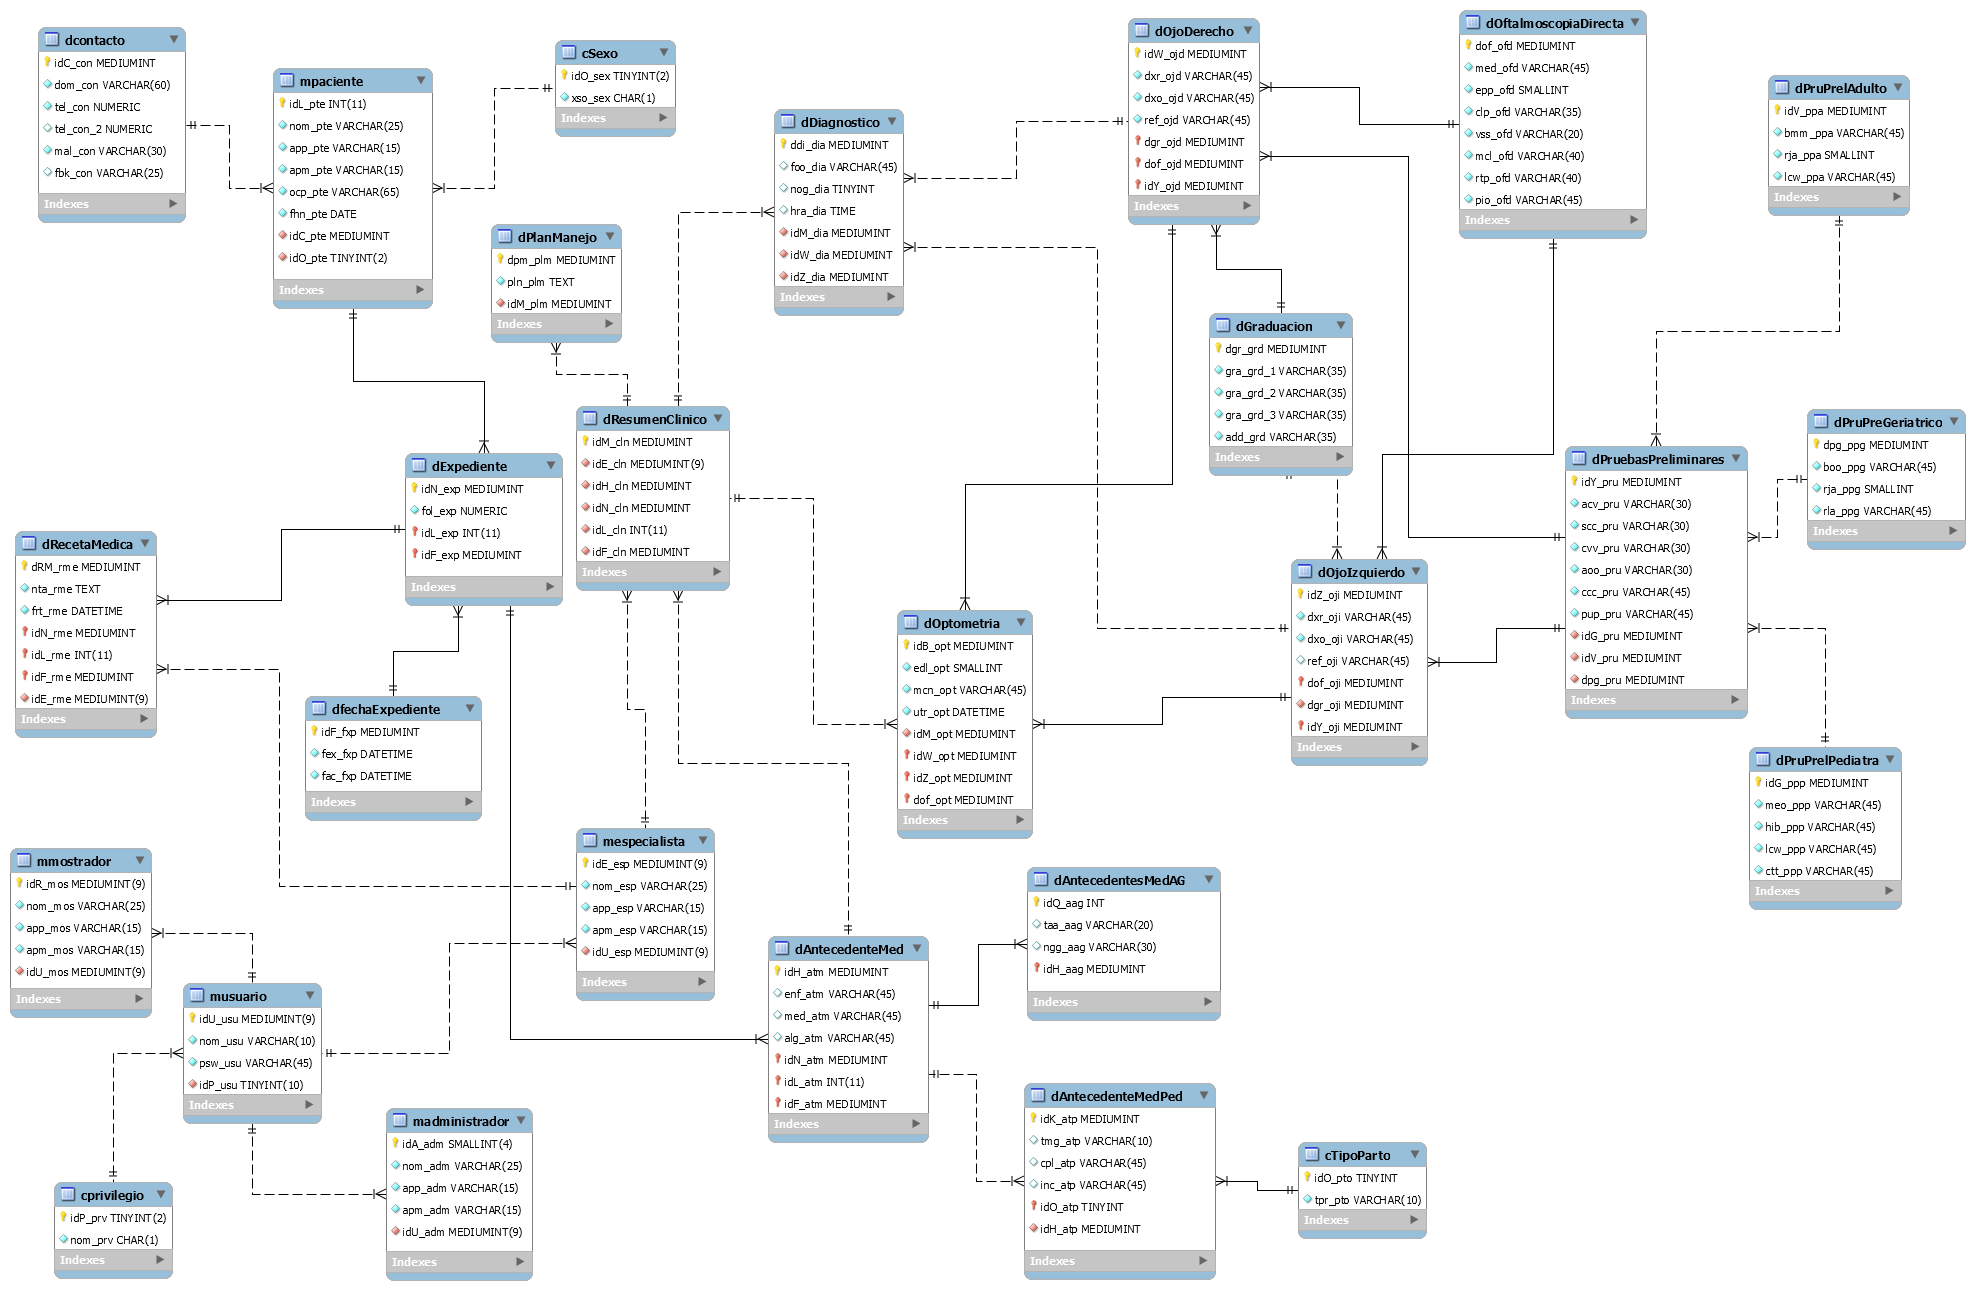 dcontacto
idC_con MEDIUMINT
dom_con VARCHAR(60)
tel_con NUMERIC
tel_con_2 NUMERIC
mal_con VARCHAR(30)
fbk_con VARCHAR(25)
Indexes
mpaciente
idL_pte INT(11)
nom_pte VARCHAR(25)
app_pte VARCHAR(15)
apm_pte VARCHAR(15)
ocp_pte VARCHAR(65)
fhn_pte DATE
idC_pte MEDIUMINT
idO_pte TINYINT(2)
Indexes
cSexo
idO_sex TINYINT(2)
xso_sex CHAR(1)
Indexes
dDiagnostico
ddi_dia MEDIUMINT
foo_dia VARCHAR(45)
nog_dia TINYINT
hra_dia TIME
idM_dia MEDIUMINT
idW_dia MEDIUMINT
idZ_dia MEDIUMINT
Indexes
dOjoDerecho
idW_ojd MEDIUMINT
dxr_ojd VARCHAR(45)
dxo_ojd VARCHAR(45)
ref_ojd VARCHAR(45)
dgr_ojd MEDIUMINT
dof_ojd MEDIUMINT
idY_ojd MEDIUMINT
Indexes
dOftalmoscopiaDirecta
dof_ofd MEDIUMINT
med_ofd VARCHAR(45)
epp_ofd SMALLINT
clp_ofd VARCHAR(35)
vss_ofd VARCHAR(20)
mcl_ofd VARCHAR(40)
rtp_ofd VARCHAR(40)
pio_ofd VARCHAR(45)
Indexes
dPruPrelAdulto
idV_ppa MEDIUMINT
bmm_ppa VARCHAR(45)
rja_ppa SMALLINT
lcw_ppa VARCHAR(45)
Indexes
dPlanManejo
dpm_plm MEDIUMINT
pln_plm TEXT
idM_plm MEDIUMINT
Indexes
dGraduacion
dgr_grd MEDIUMINT
gra_grd_1 VARCHAR(35)
gra_grd_2 VARCHAR(35)
gra_grd_3 VARCHAR(35)
add_grd VARCHAR(35)
Indexes
dResumenClinico
idM_cln MEDIUMINT
idE_cln MEDIUMINT(9)
idH_cln MEDIUMINT
idN_cln MEDIUMINT
idL_cln INT(11)
idF_cln MEDIUMINT
Indexes
dPruPreGeriatrico
dpg_ppg MEDIUMINT
boo_ppg VARCHAR(45)
rja_ppg SMALLINT
rla_ppg VARCHAR(45)
Indexes
dExpediente
idN_exp MEDIUMINT
fol_exp NUMERIC
idL_exp INT(11)
idF_exp MEDIUMINT
Indexes
dPruebasPreliminares
idY_pru MEDIUMINT
acv_pru VARCHAR(30)
scc_pru VARCHAR(30)
cvv_pru VARCHAR(30)
aoo_pru VARCHAR(30)
ccc_pru VARCHAR(45)
pup_pru VARCHAR(45)
idG_pru MEDIUMINT
idV_pru MEDIUMINT
dpg_pru MEDIUMINT
Indexes
dRecetaMedica
dRM_rme MEDIUMINT
nta_rme TEXT
frt_rme DATETIME
idN_rme MEDIUMINT
idL_rme INT(11)
idF_rme MEDIUMINT
idE_rme MEDIUMINT(9)
Indexes
dOjoIzquierdo
idZ_oji MEDIUMINT
dxr_oji VARCHAR(45)
dxo_oji VARCHAR(45)
ref_oji VARCHAR(45)
dof_oji MEDIUMINT
dgr_oji MEDIUMINT
idY_oji MEDIUMINT
Indexes
dOptometria
idB_opt MEDIUMINT
edl_opt SMALLINT
mcn_opt VARCHAR(45)
utr_opt DATETIME
idM_opt MEDIUMINT
idW_opt MEDIUMINT
idZ_opt MEDIUMINT
dof_opt MEDIUMINT
Indexes
dfechaExpediente
idF_fxp MEDIUMINT
fex_fxp DATETIME
fac_fxp DATETIME
Indexes
dPruPrelPediatra
idG_ppp MEDIUMINT
meo_ppp VARCHAR(45)
hib_ppp VARCHAR(45)
lcw_ppp VARCHAR(45)
ctt_ppp VARCHAR(45)
Indexes
mespecialista
idE_esp MEDIUMINT(9)
nom_esp VARCHAR(25)
app_esp VARCHAR(15)
apm_esp VARCHAR(15)
idU_esp MEDIUMINT(9)
Indexes
mmostrador
idR_mos MEDIUMINT(9)
nom_mos VARCHAR(25)
app_mos VARCHAR(15)
apm_mos VARCHAR(15)
idU_mos MEDIUMINT(9)
Indexes
dAntecedentesMedAG
idQ_aag INT
taa_aag VARCHAR(20)
ngg_aag VARCHAR(30)
idH_aag MEDIUMINT
Indexes
dAntecedenteMed
idH_atm MEDIUMINT
enf_atm VARCHAR(45)
med_atm VARCHAR(45)
alg_atm VARCHAR(45)
idN_atm MEDIUMINT
idL_atm INT(11)
idF_atm MEDIUMINT
Indexes
musuario
idU_usu MEDIUMINT(9)
nom_usu VARCHAR(10)
psw_usu VARCHAR(45)
idP_usu TINYINT(10)
Indexes
dAntecedenteMedPed
idK_atp MEDIUMINT
tmg_atp VARCHAR(10)
cpl_atp VARCHAR(45)
inc_atp VARCHAR(45)
idO_atp TINYINT
idH_atp MEDIUMINT
Indexes
madministrador
idA_adm SMALLINT(4)
nom_adm VARCHAR(25)
app_adm VARCHAR(15)
apm_adm VARCHAR(15)
idU_adm MEDIUMINT(9)
Indexes
cTipoParto
idO_pto TINYINT
tpr_pto VARCHAR(10)
Indexes
cprivilegio
idP_prv TINYINT(2)
nom_prv CHAR(1)
Indexes